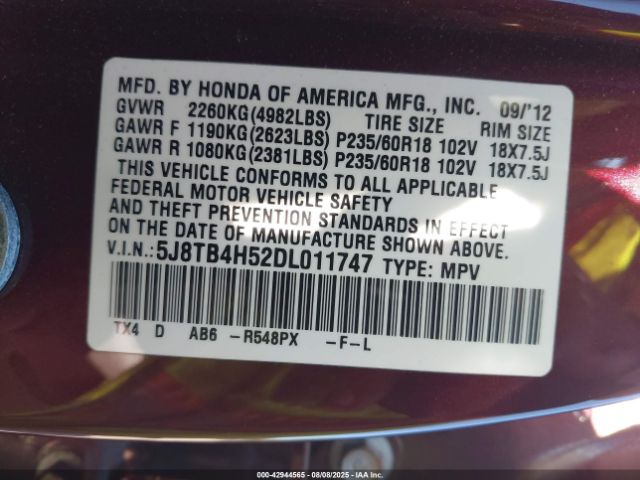 MFD. BY HONDA OF AMERICA MFG., INC. 09/'12
GVWR 2260KG(4982LBS) TIRE SIZE RIM SIZE
GAWR F 1190KG(2623LBS) P235/60R18 102V 18X7.5J
GAWR R 1080KG(2381LBS) P235/60R18 102V 18X7.5J
THIS VEHICLE CONFORMS TO ALL APPLICABLE
FEDERAL MOTOR VEHICLE SAFETY
AND THEFT PREVENTION STANDARDS IN EFFECT
ON THE DATE OF MANUFACTURE SHOWN ABOVE.
V.I.N.: 5J8TB4H52DL011747 TYPE: MPV
TX4 D AB6 -R548PX -F-L
000-42944565 - 08/08/2025 - IAAI.COM